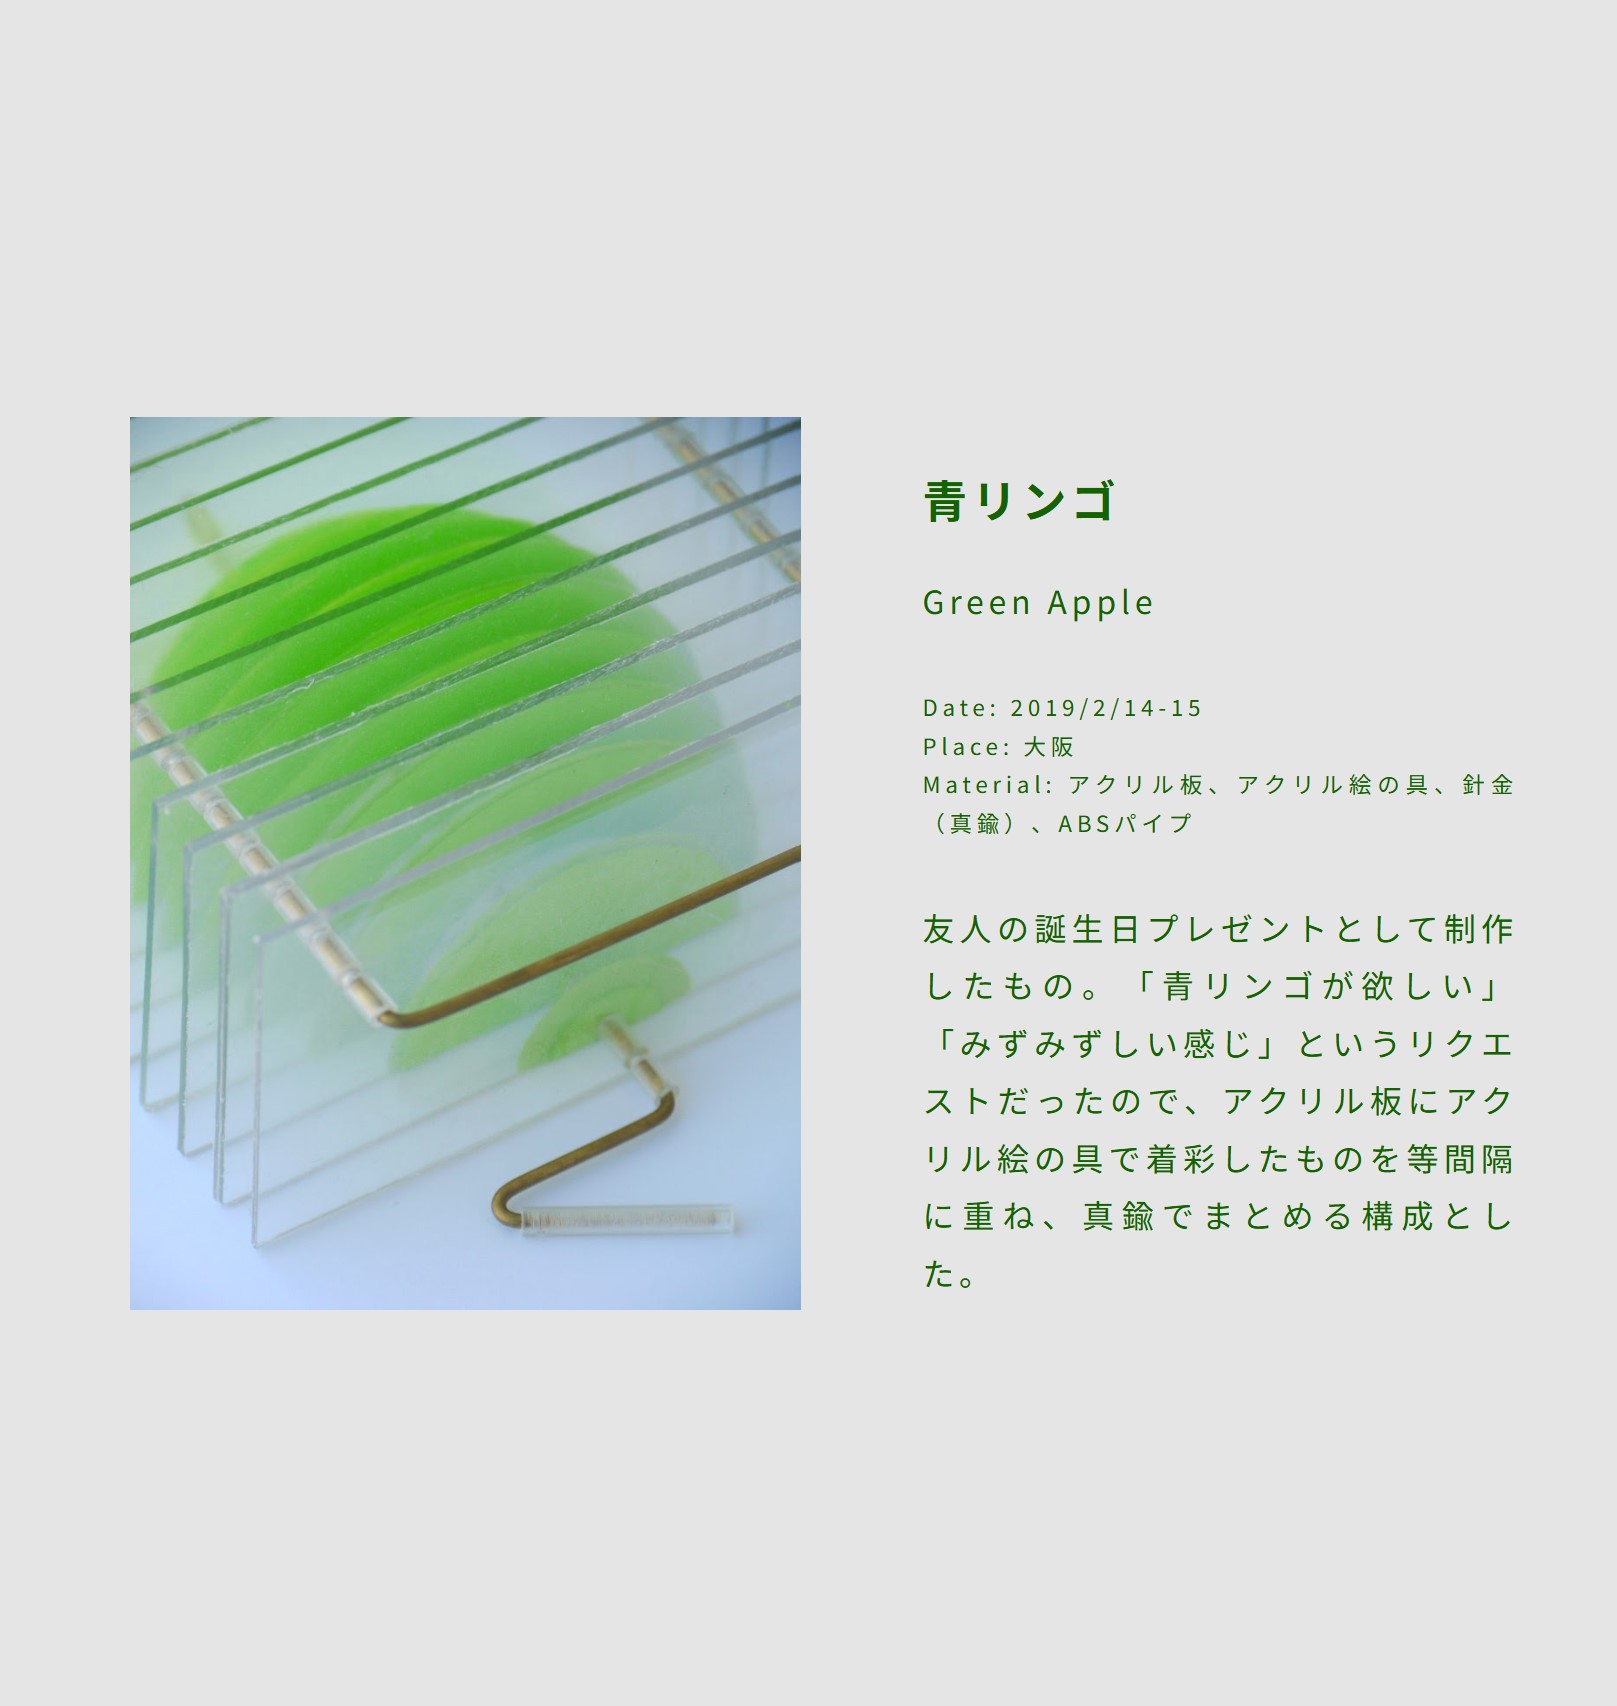 青リンゴ
Green Apple
Date: 2019/2/14-15
Place: 大阪
Material: アクリル板、アクリル絵の具、針金
（真鍮）、ABSパイプ
友人の誕生日プレゼントとして制作
したもの。「青リンゴが欲しい」
「みずみずしい感じ」というリクエ
ストだったので、アクリル板にアク
リル絵の具で着彩したものを等間隔
に重ね、真鍮でまとめる構成とし
た。